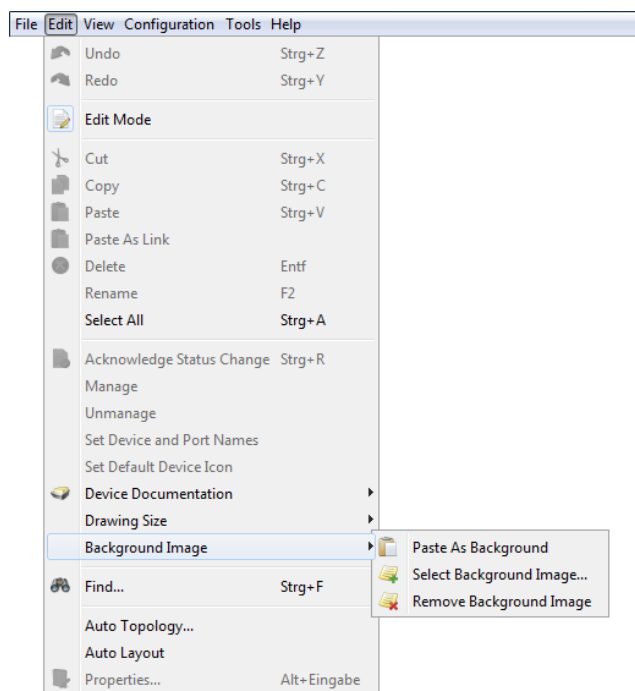 File Edit View Configuration Tools Help
Undo Strg+Z
Redo Strg+Y
Edit Mode
Cut Strg+X
Copy Strg+C
Paste Strg+V
Paste As Link
Delete Entf
Rename F2
Select All Strg+A
Acknowledge Status Change Strg+R
Manage
Unmanage
Set Device and Port Names
Set Default Device Icon
Device Documentation
Drawing Size
Background Image
Paste As Background
Select Background Image...
Remove Background Image
Find... Strg+F
Auto Topology...
Auto Layout
Properties... Alt+Eingabe